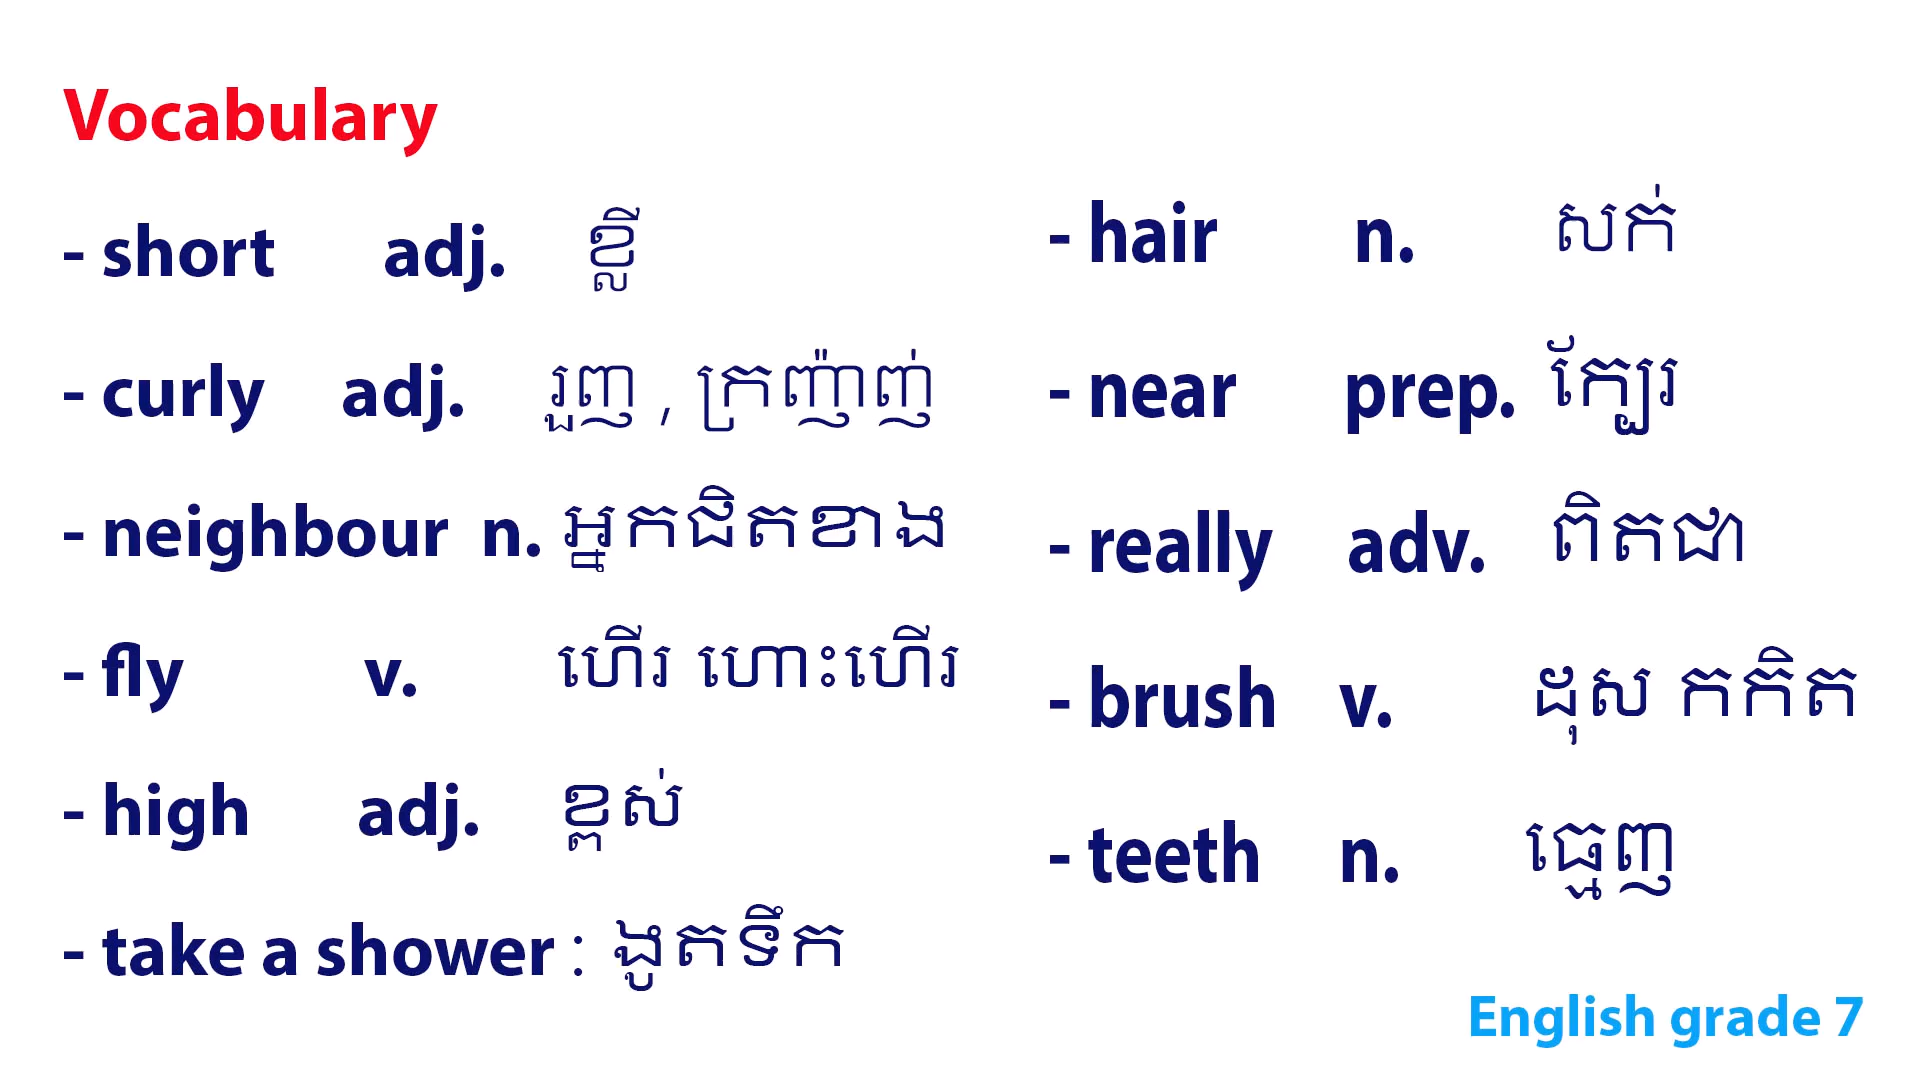 Vocabulary
- short adj. ខ្លី
- curly adj. រួញ , ក្រញ៉ាញ់
- neighbour n. អ្នកជិតខាង
- fly v. ហើរ ហោះហើរ
- high adj. ខ្ពស់
- take a shower : ងូតទឹក
- hair n. សក់
- near prep. ក្បែរ
- really adv. ពិតជា
- brush v. ដុស កកិត
- teeth n. ធ្មេញ
English grade 7